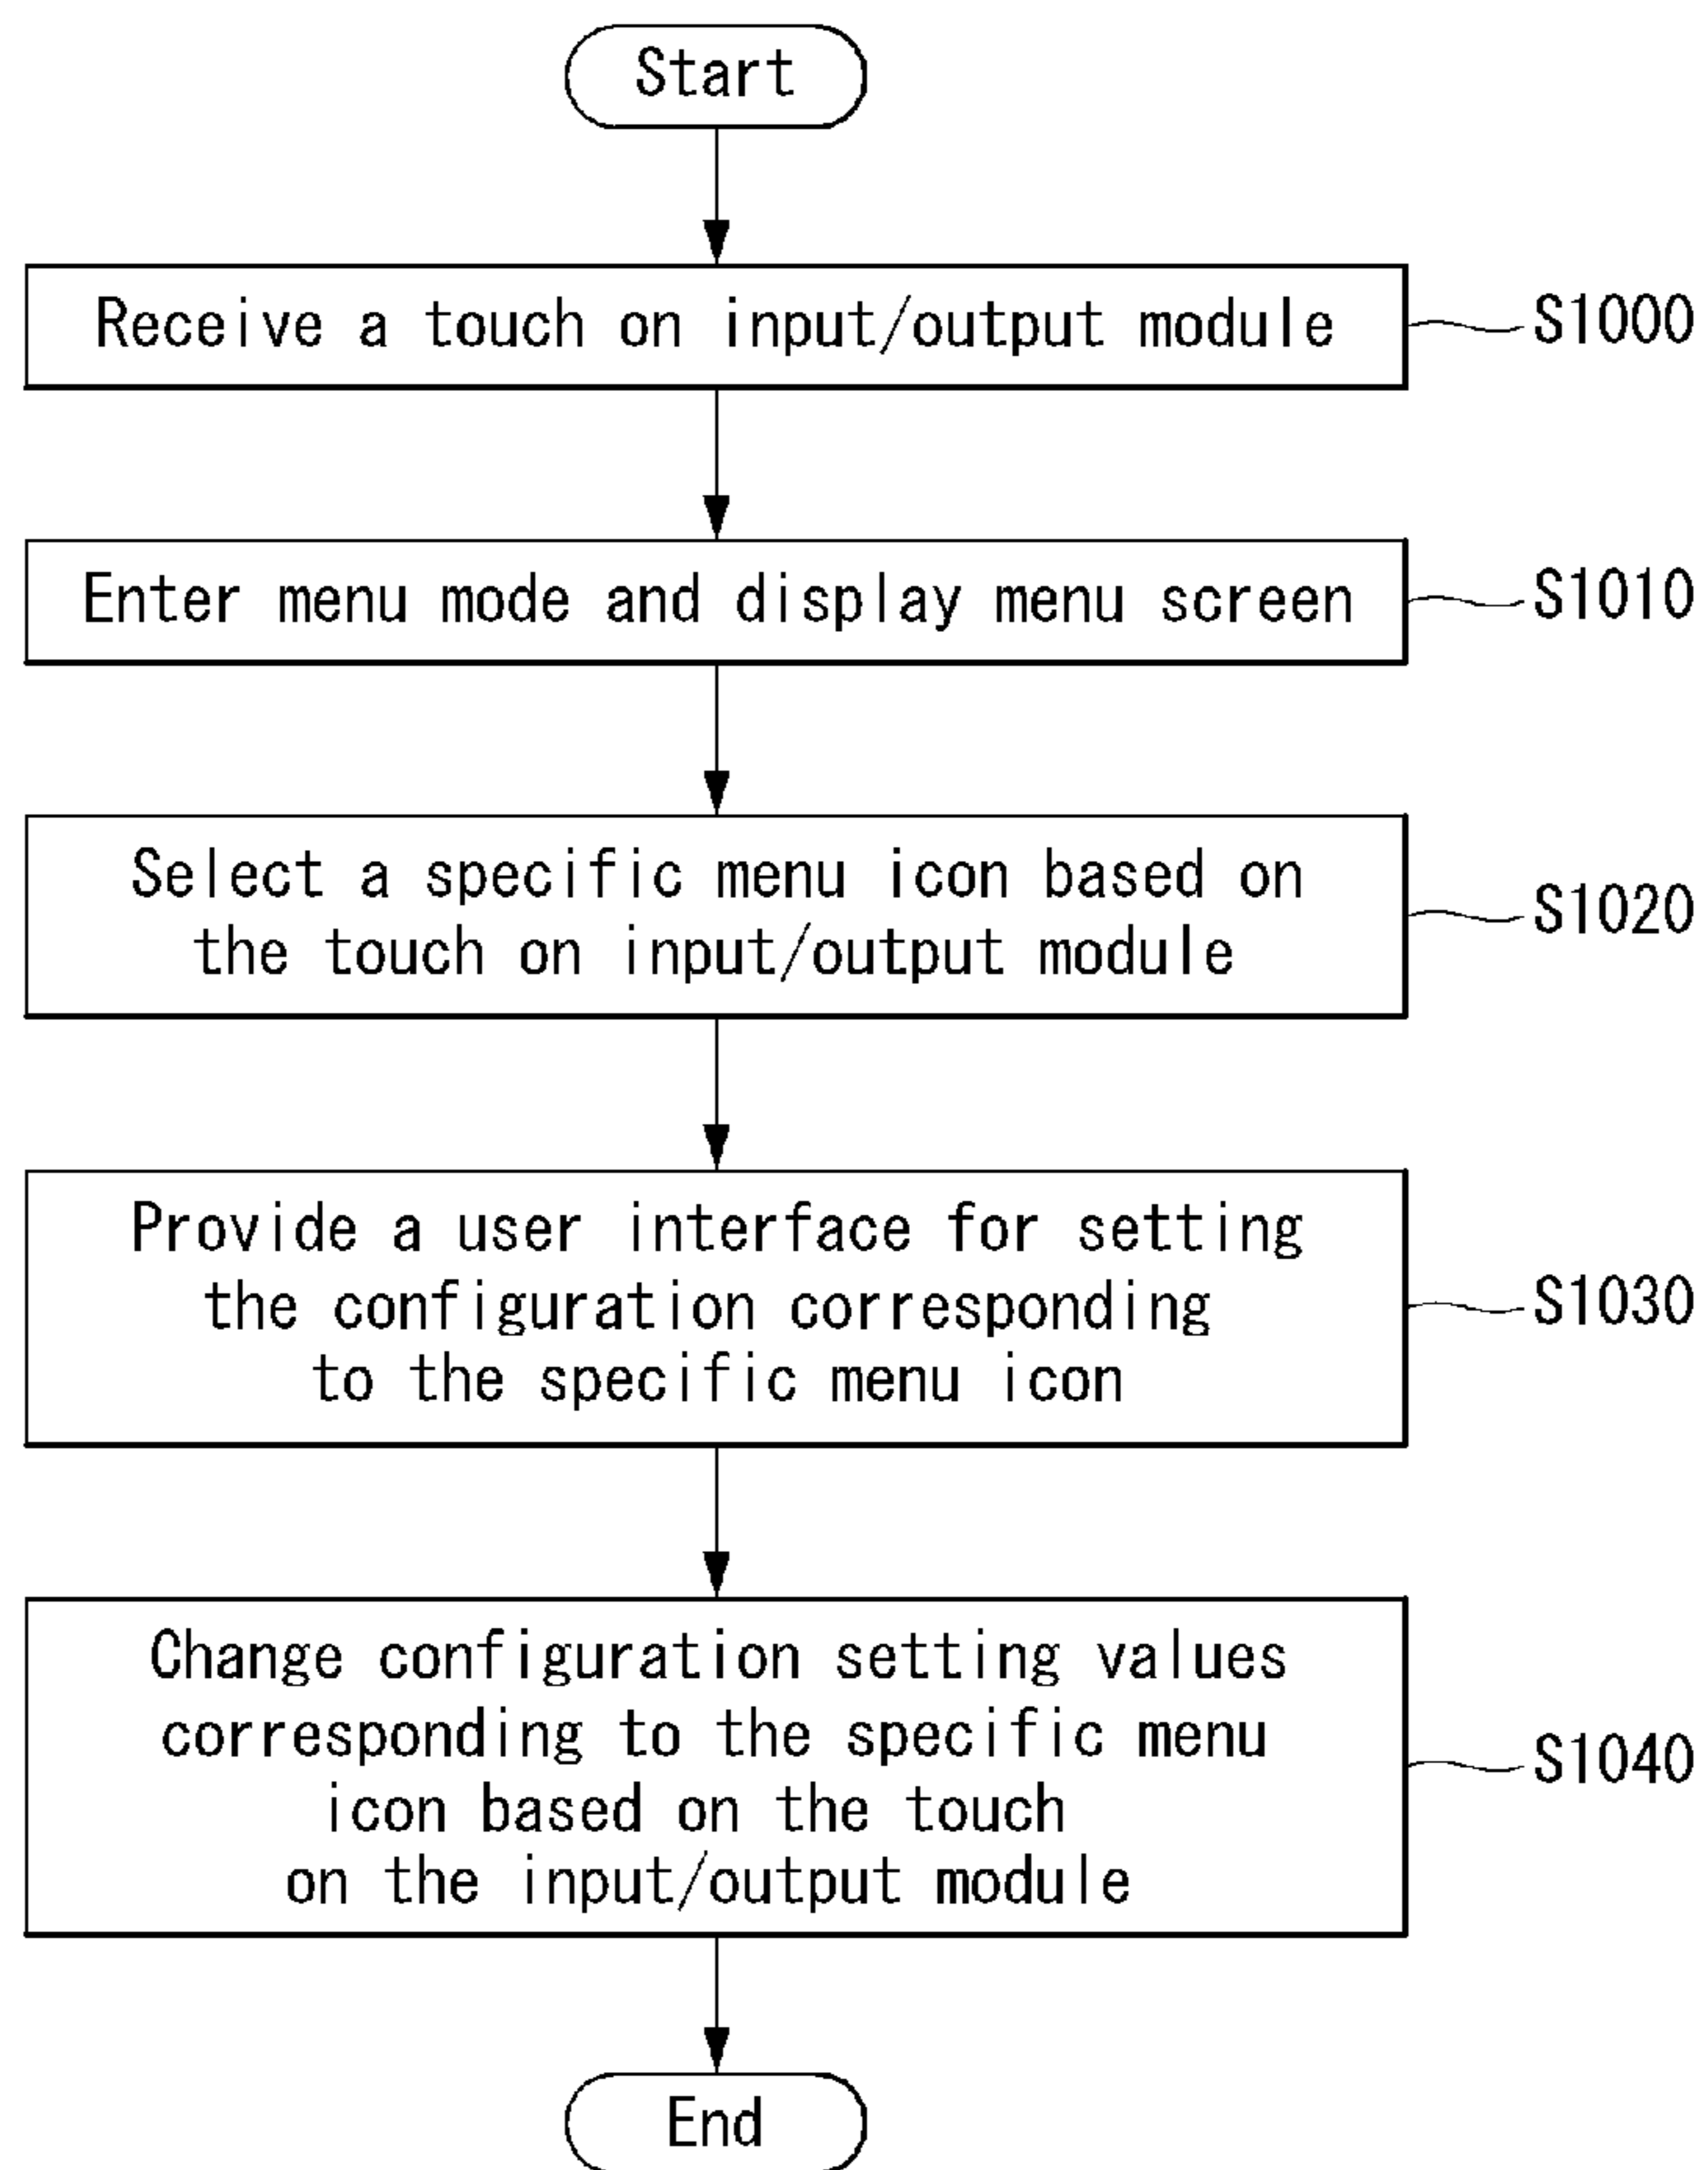 Start
Receive a touch on input/output module
S1000
Enter menu mode and display menu screen
S1010
Select a specific menu icon based on
the touch on input/output module
S1020
Provide a user interface for setting
the configuration corresponding
to the specific menu icon
S1030
Change configuration setting values
corresponding to the specific menu
icon based on the touch
on the input/output module
S1040
End